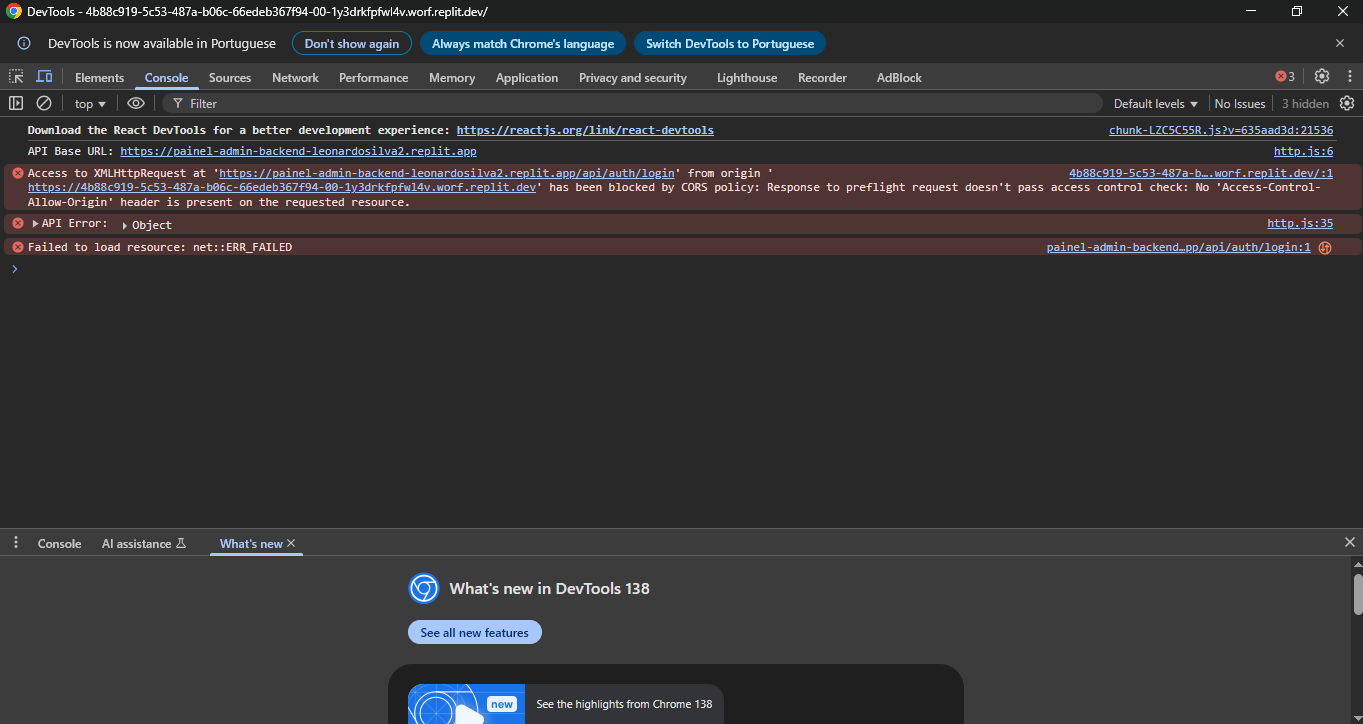 DevTools - 4b88c919-5c53-487a-b06c-66edeb367f94-00-1y3drkfpfwl4v.worf.replit.dev/
DevTools is now available in Portuguese Don't show again Always match Chrome's language Switch DevTools to Portuguese
Elements Console Sources Network Performance Memory Application Privacy and security Lighthouse Recorder AdBlock 3
top Filter Default levels No Issues 3 hidden
Download the React DevTools for a better development experience: https://reactjs.org/link/react-devtools chunk-LZC5C55R.js?v=635aad3d:21536
API Base URL: https://painel-admin-backend-leonardosilva2.replit.app http.js:6
Access to XMLHttpRequest at 'https://painel-admin-backend-leonardosilva2.replit.app/api/auth/login' from origin ' 4b88c919-5c53-487a-b….worf.replit.dev/:1
https://4b88c919-5c53-487a-b06c-66edeb367f94-00-1y3drkfpfwl4v.worf.replit.dev' has been blocked by CORS policy: Response to preflight request doesn't pass access control check: No 'Access-Control-
Allow-Origin' header is present on the requested resource.
API Error: Object http.js:35
Failed to load resource: net::ERR_FAILED painel-admin-backend…pp/api/auth/login:1
Console AI assistance What's new
What's new in DevTools 138
See all new features
new See the highlights from Chrome 138